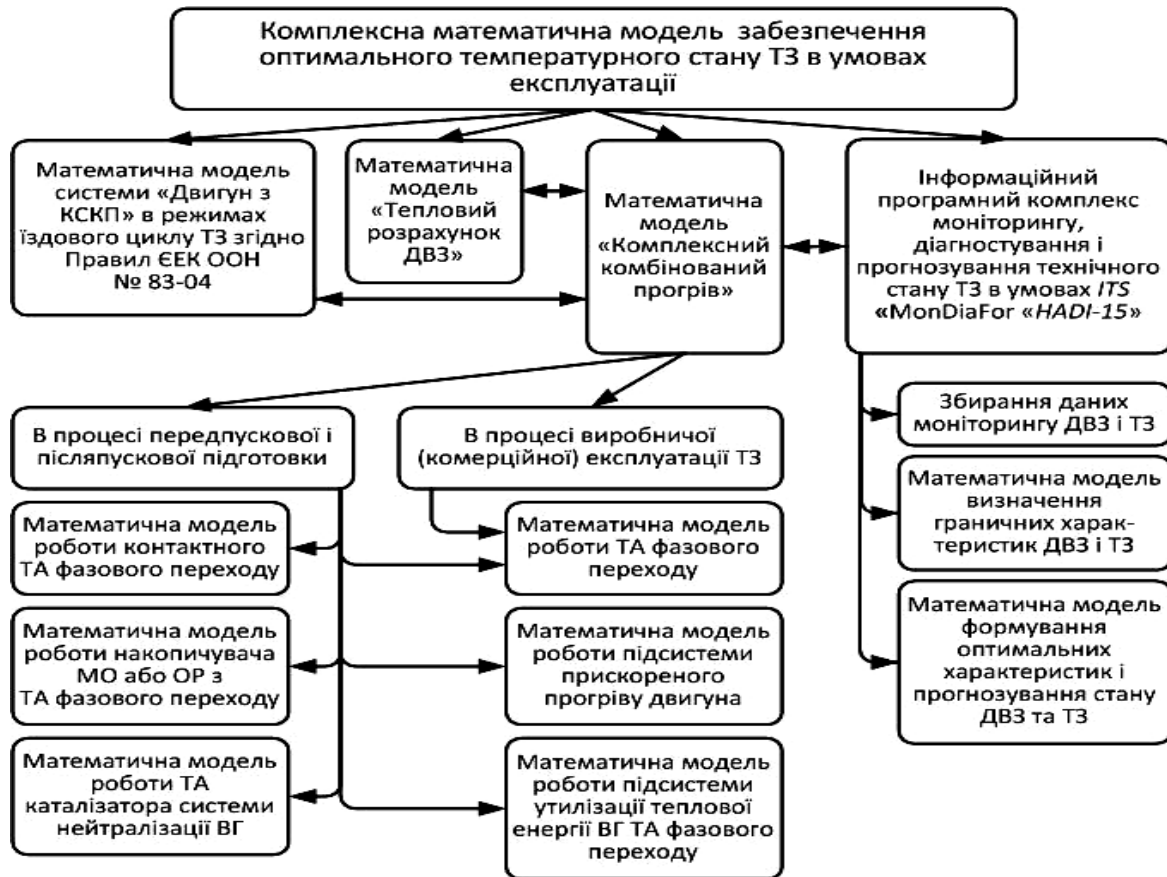 Комплексна математична модель забезпечення
оптимального температурного стану ТЗ в умовах
експлуатації
Математична модель
системи «Двигун з
КСКП» в режимах
їздового циклу ТЗ згідно
Правил ЄЕК ООН
№ 83-04
Математична
модель
«Тепловий
розрахунок
ДВЗ»
Математична
модель
«Комплексний
комбінований
прогрів»
Інформаційний
програмний комплекс
моніторингу,
діагностування і
прогнозування технічного
стану ТЗ в умовах ITS
«MonDiaFor «HADI-15»
В процесі передпускової і
післяпускової підготовки
В процесі виробничої
(комерційної) експлуатації ТЗ
Збирання даних
моніторингу ДВЗ і ТЗ
Математична модель
визначення
граничних харак-
теристик ДВЗ і ТЗ
Математична модель
формування
оптимальних
характеристик і
прогнозування стану
ДВЗ та ТЗ
Математична модель
роботи контактного
ТА фазового переходу
Математична модель
роботи ТА фазового
переходу
Математична модель
роботи накопичувача
МО або ОР з
ТА фазового переходу
Математична модель
роботи підсистеми
прискореного
прогріву двигуна
Математична модель
роботи ТА
каталізатора системи
нейтралізації ВГ
Математична модель
роботи підсистеми
утилізації теплової
енергії ВГ ТА фазового
переходу